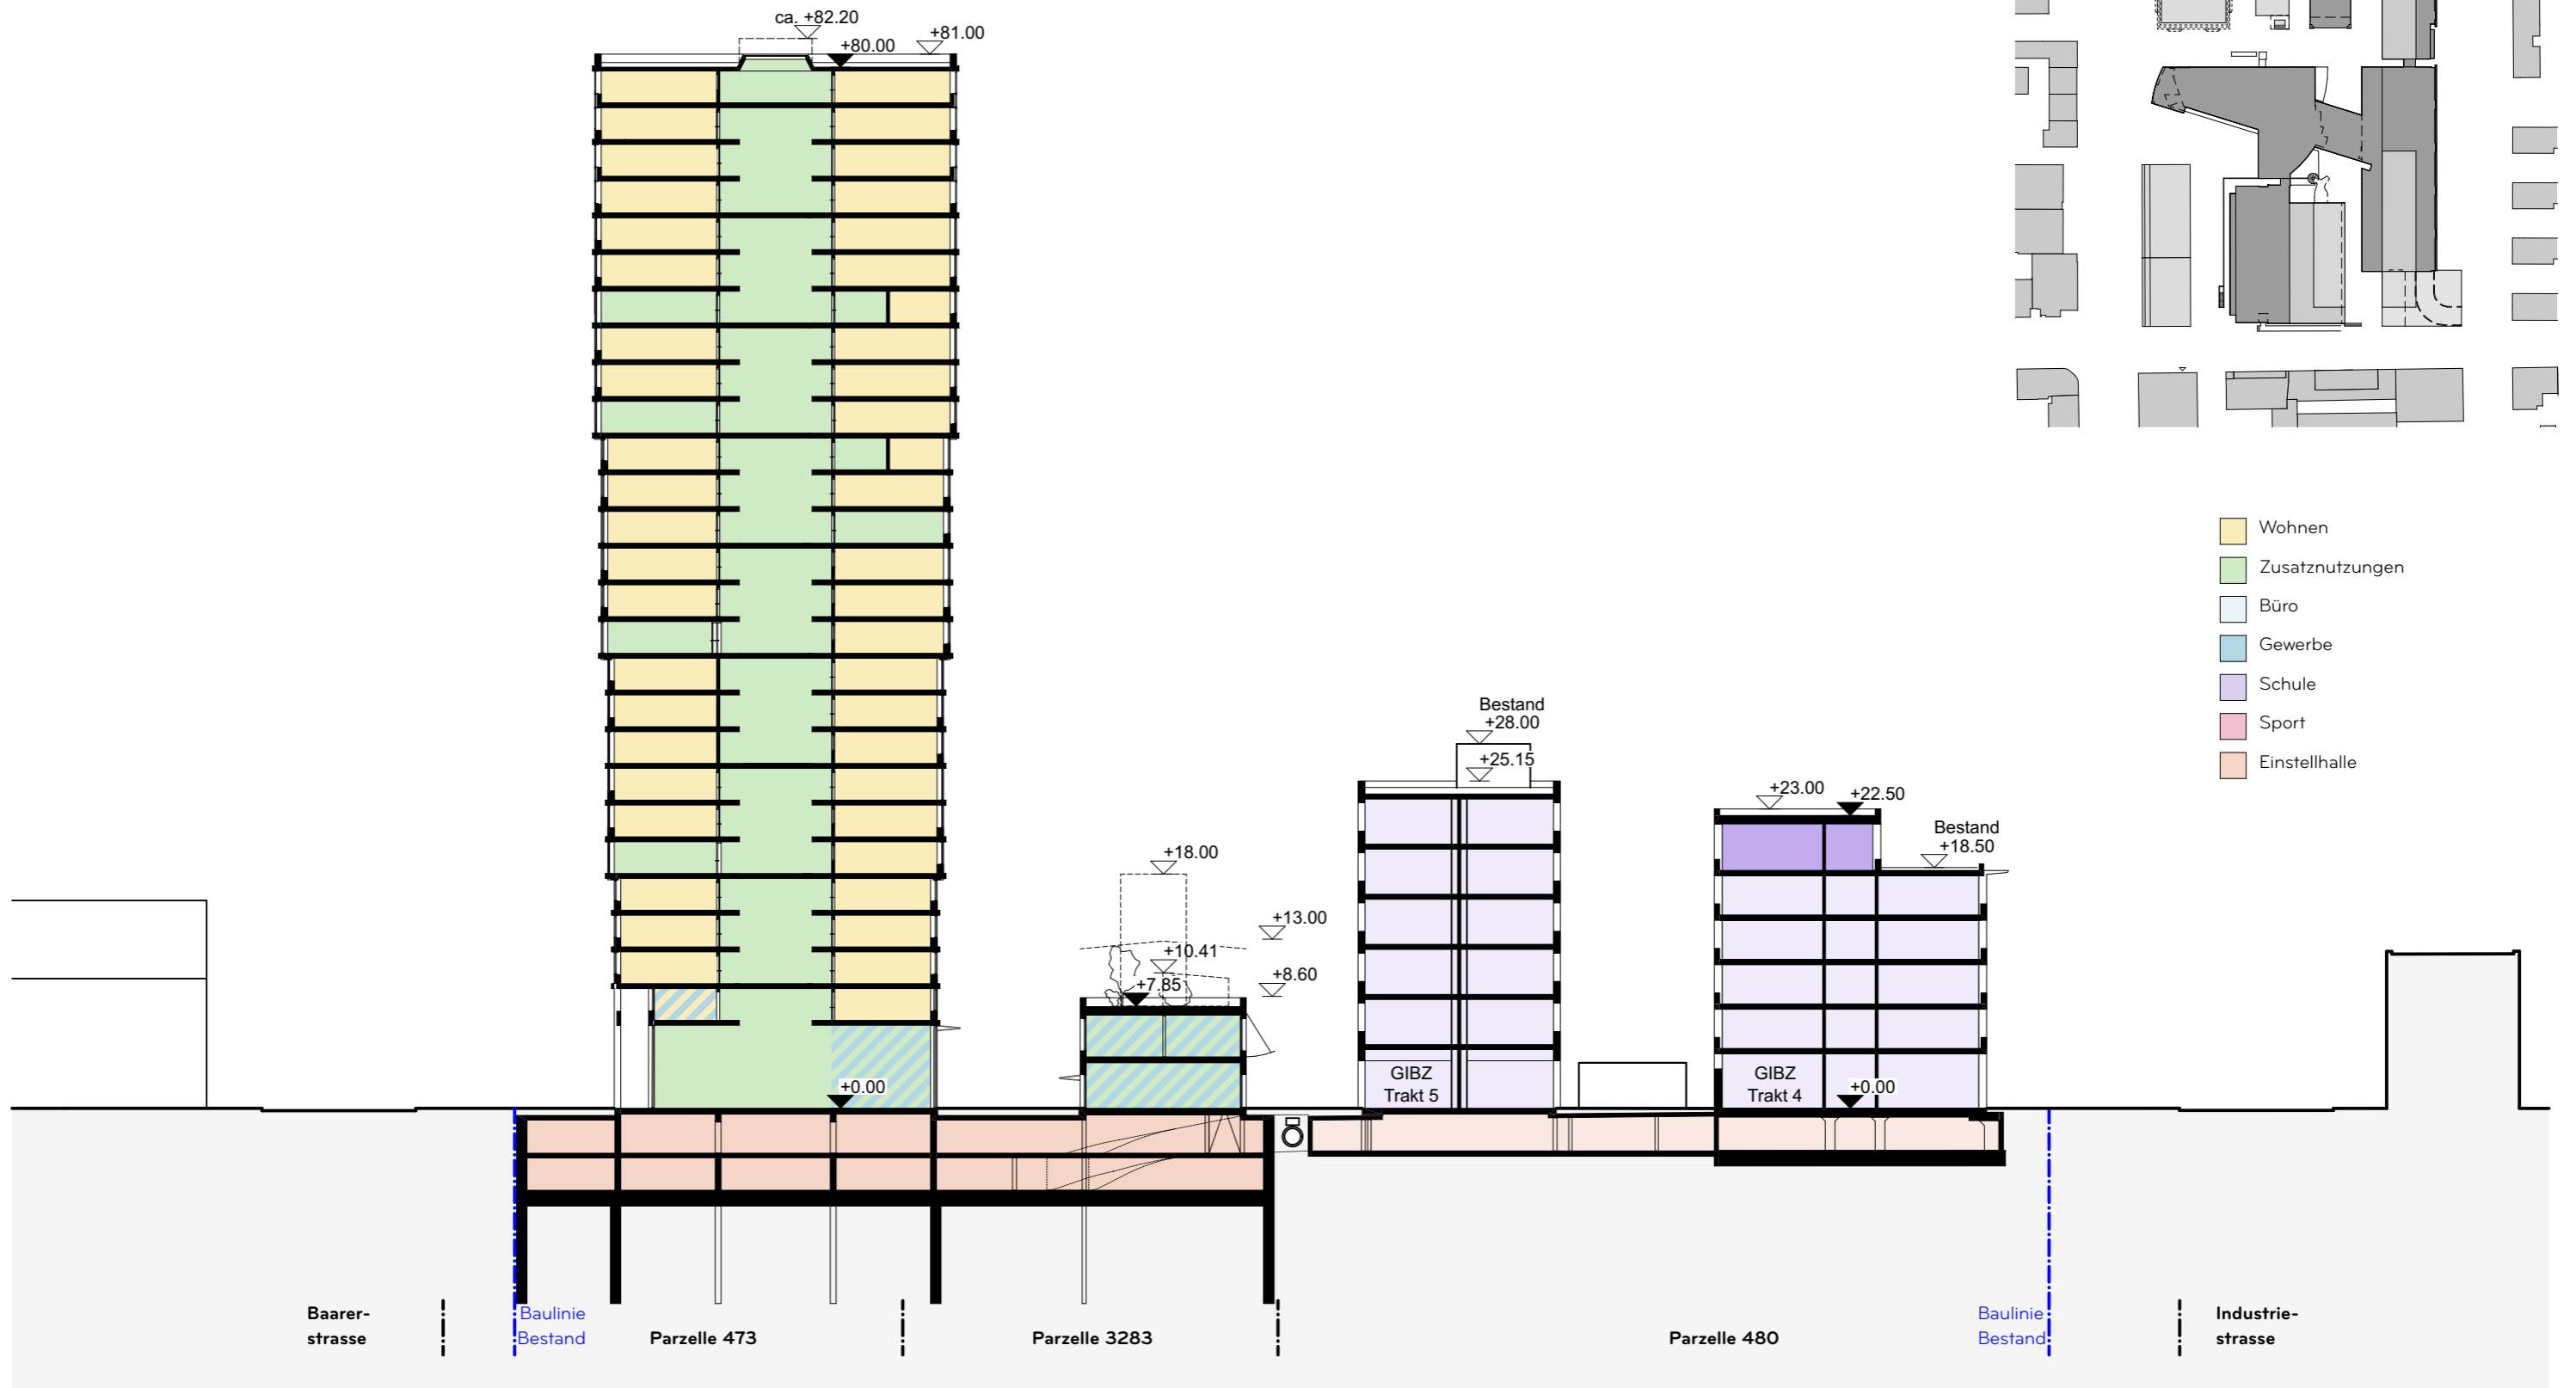 ca. +82.20
+81.00
+80.00
Wohnen
Zusatznutzungen
Büro
Gewerbe
Schule
Sport
Einstellhalle
Bestand
+28.00
+25.15
+23.00
+22.50
Bestand
+18.50
+18.00
+13.00
+10.41
+8.60
+7.85
GIBZ
Trakt 5
GIBZ
Trakt 4
+0.00
+0.00
Baarer-
strasse
Baulinie
Bestand
Parzelle 473
Parzelle 3283
Parzelle 480
Baulinie
Bestand
Industrie-
strasse